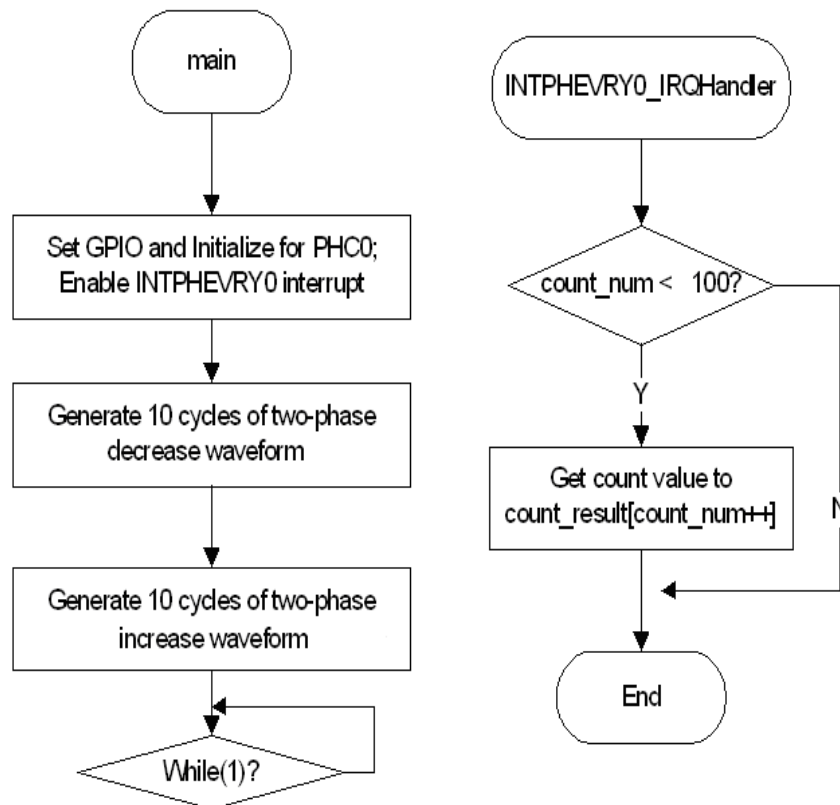 main
Set GPIO and Initialize for PHC0;
Enable INTPHEVRY0 interrupt
Generate 10 cycles of two-phase
decrease waveform
Generate 10 cycles of two-phase
increase waveform
While(1)?
INTPHEVRY0_IRQHandler
count_num < 100?
Y
N
Get count value to
count_result[count_num++]
End